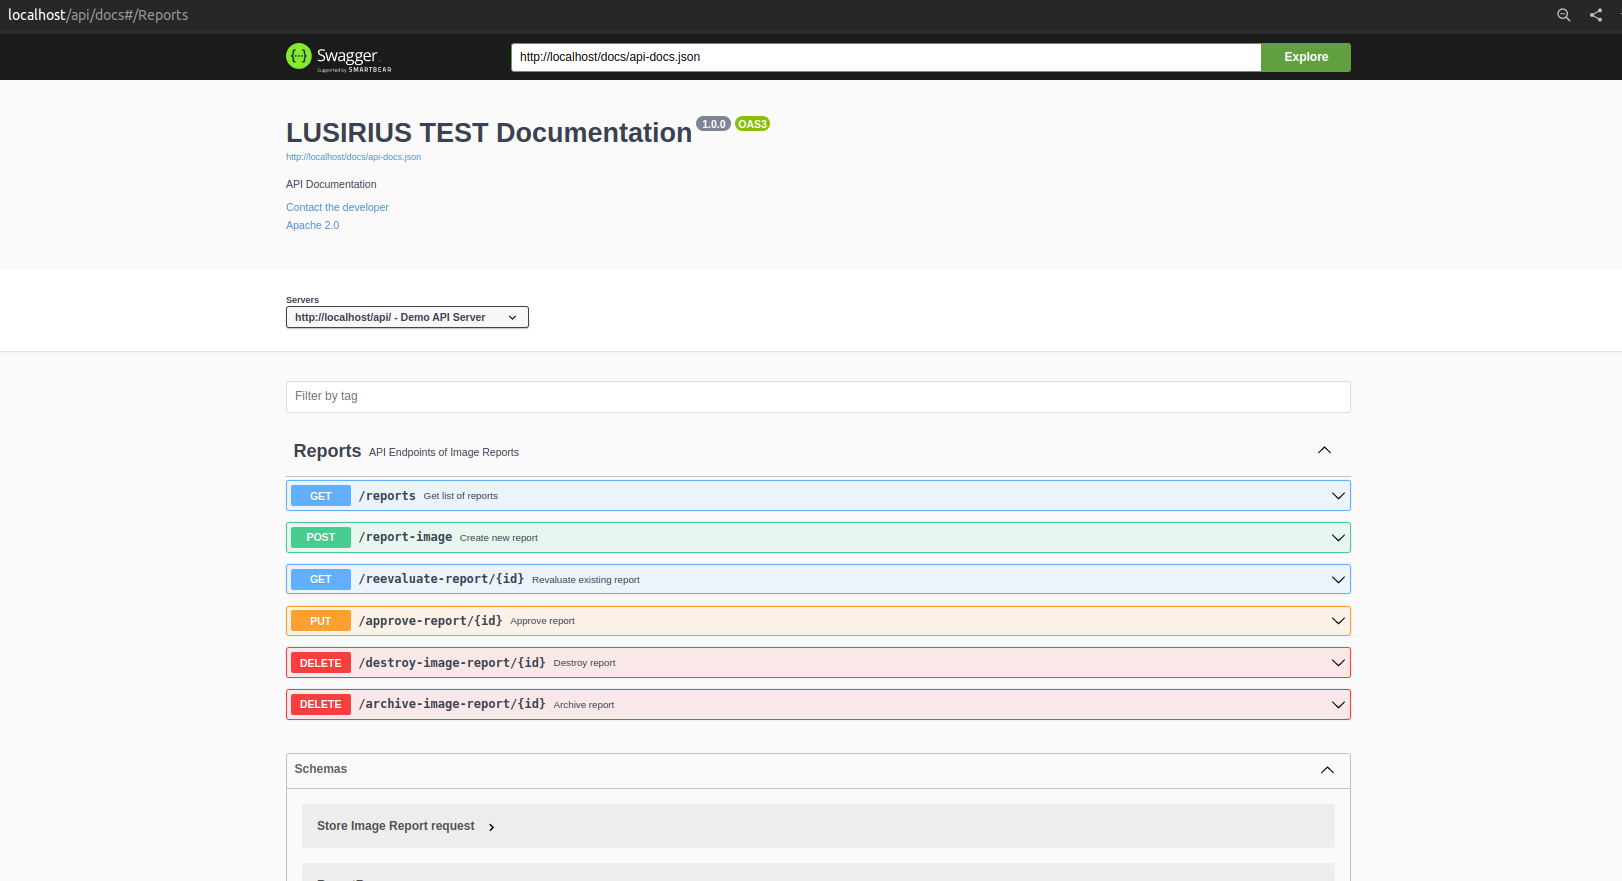 localhost/api/docs#/Reports
Swagger
Supported by SMARTBEAR
http://localhost/docs/api-docs.json
Explore
LUSIRIUS TEST Documentation 1.0.0 OAS3
http://localhost/docs/api-docs.json
API Documentation
Contact the developer
Apache 2.0
Servers
http://localhost/api/ - Demo API Server
Filter by tag
Reports API Endpoints of Image Reports
GET /reports Get list of reports
POST /report-image Create new report
GET /reevaluate-report/{id} Revaluate existing report
PUT /approve-report/{id} Approve report
DELETE /destroy-image-report/{id} Destroy report
DELETE /archive-image-report/{id} Archive report
Schemas
Store Image Report request